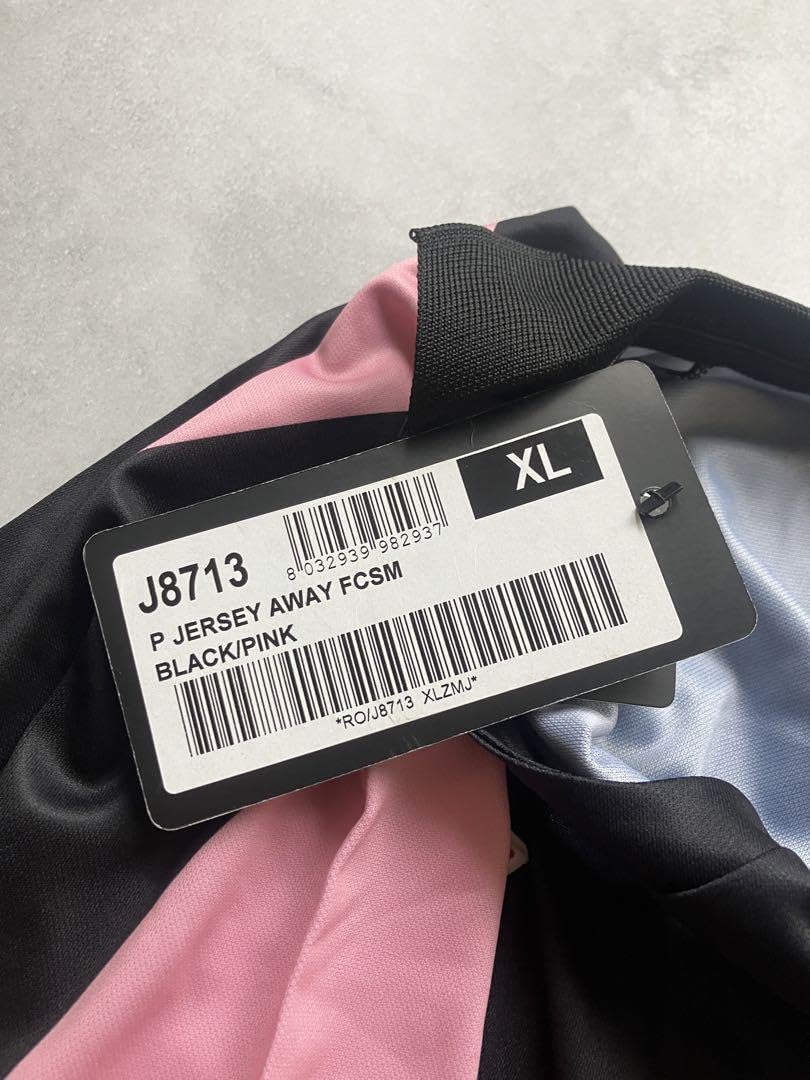 XL
8 032939 982937
J8713
P JERSEY AWAY FCSM
BLACK/PINK
*RO/J8713 XLZMJ*